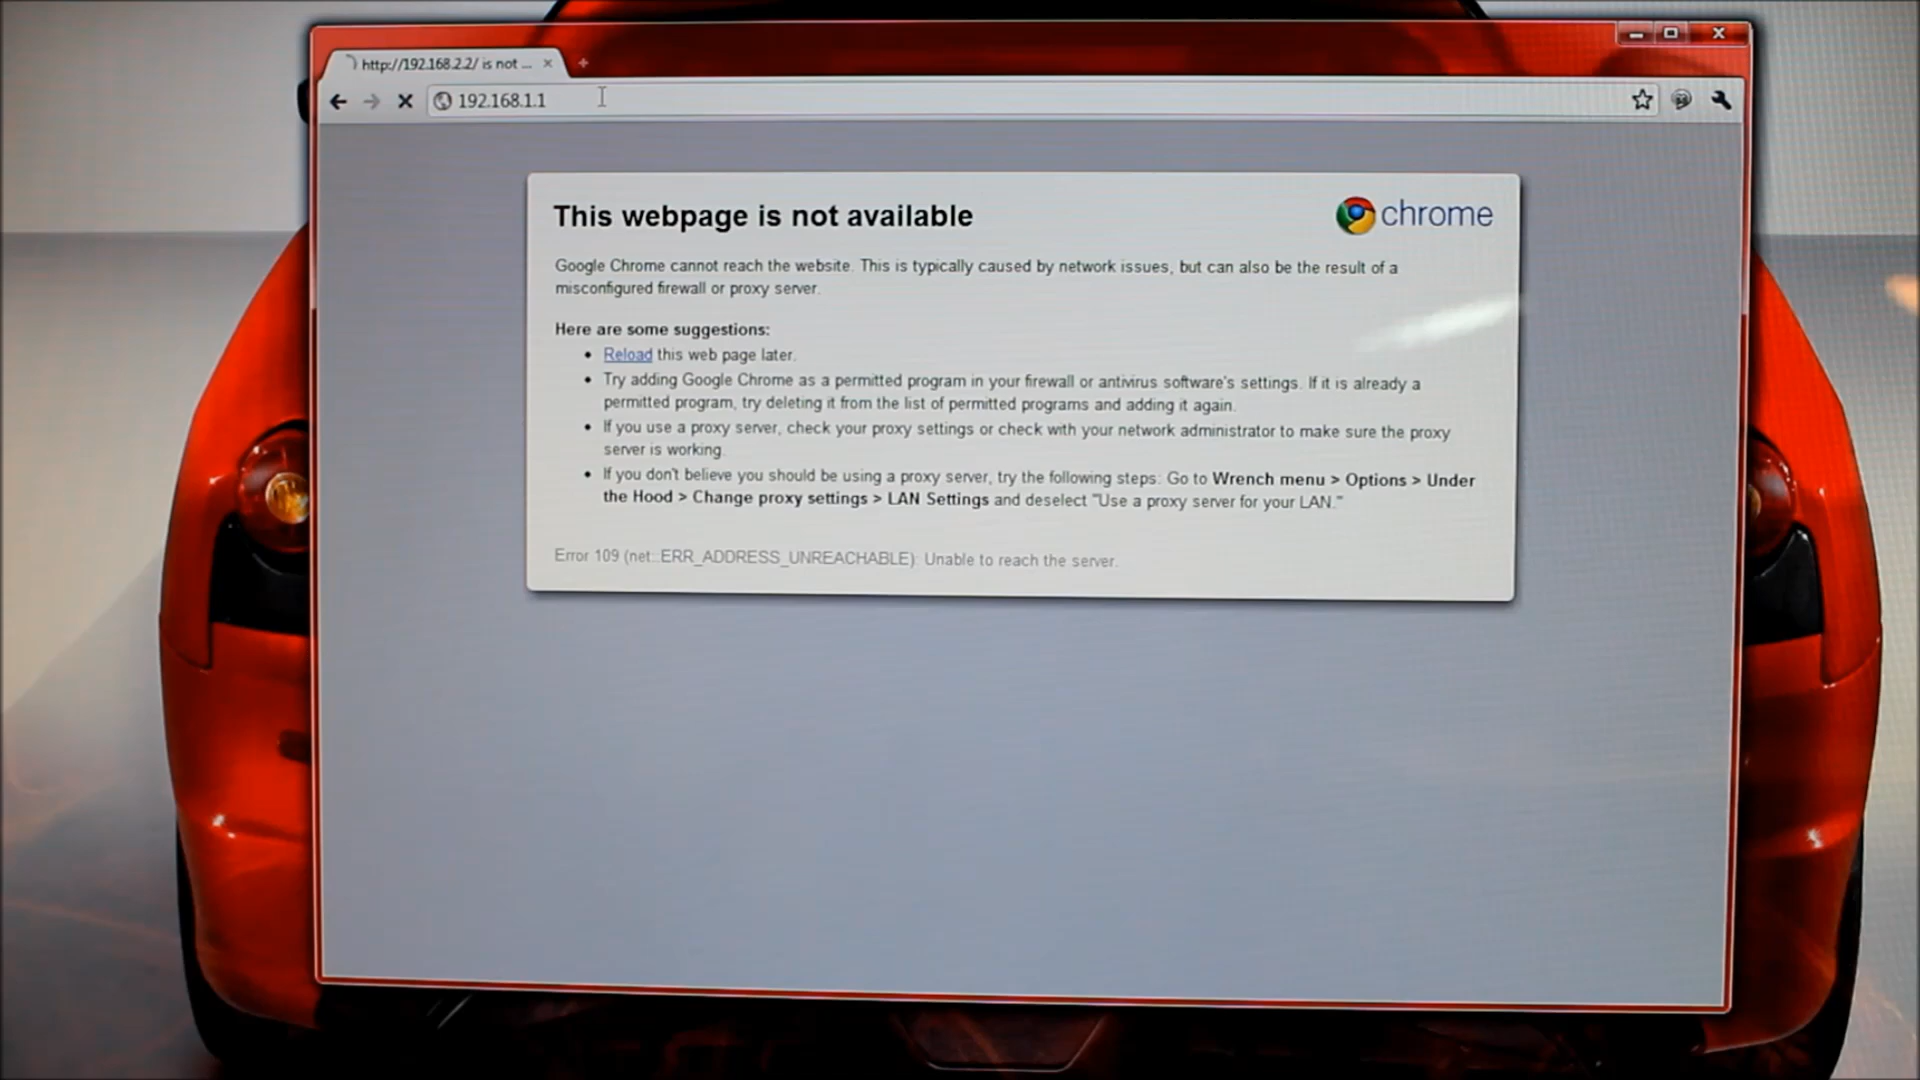 http://192.168.2.2/ is not ...
192.168.1.1
This webpage is not available
chrome
Google Chrome cannot reach the website. This is typically caused by network issues, but can also be the result of a
misconfigured firewall or proxy server.
Here are some suggestions:
• Reload this web page later.
• Try adding Google Chrome as a permitted program in your firewall or antivirus software's settings. If it is already a
permitted program, try deleting it from the list of permitted programs and adding it again.
• If you use a proxy server, check your proxy settings or check with your network administrator to make sure the proxy
server is working.
• If you don't believe you should be using a proxy server, try the following steps: Go to Wrench menu > Options > Under
the Hood > Change proxy settings > LAN Settings and deselect "Use a proxy server for your LAN."
Error 109 (net::ERR_ADDRESS_UNREACHABLE): Unable to reach the server.